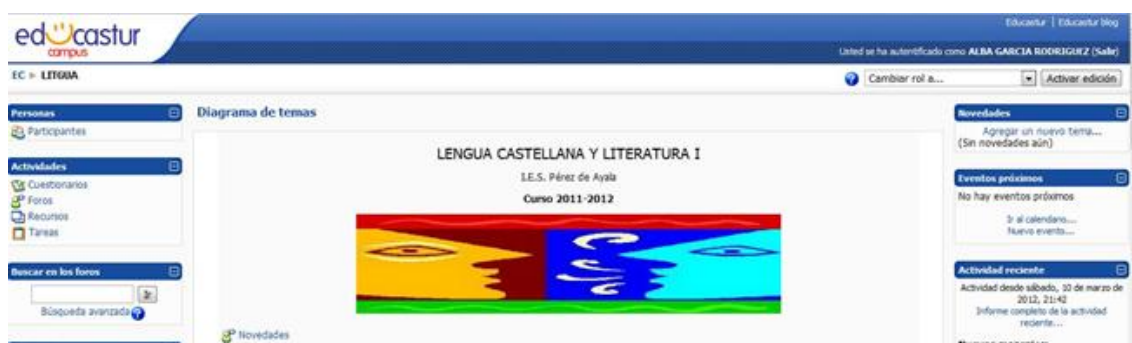 educastur
campus
Educastur | Educastur blog
Usted se ha autentificado como ALBA GARCIA RODRIGUEZ (Salir)
EC ► LITGUA
Cambiar rol a...
Activar edición
Personas
Participantes
Actividades
Cuestionarios
Foros
Recursos
Tareas
Buscar en los foros
Ir
Búsqueda avanzada
Diagrama de temas
LENGUA CASTELLANA Y LITERATURA I
I.E.S. Pérez de Ayala
Curso 2011-2012
Novedades
Novedades
Agregar un nuevo tema...
(Sin novedades aún)
Eventos próximos
No hay eventos próximos
Ir al calendario...
Nuevo evento...
Actividad reciente
Actividad desde sábado, 10 de marzo de
2012, 21:42
Informe completo de la actividad
reciente...